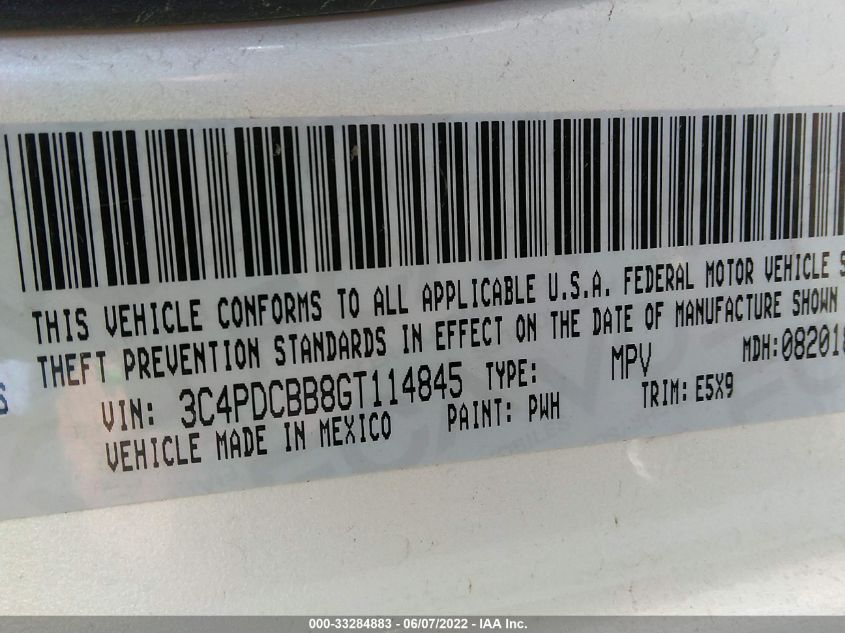 THIS VEHICLE CONFORMS TO ALL APPLICABLE U.S.A. FEDERAL MOTOR VEHICLE S
THEFT PREVENTION STANDARDS IN EFFECT ON THE DATE OF MANUFACTURE SHOWN
S VIN: 3C4PDCBB8GT114845 TYPE: MPV MDH:08201
VEHICLE MADE IN MEXICO PAINT: PWH TRIM: E5X9
000-33284883 - 06/07/2022 - IAA Inc.